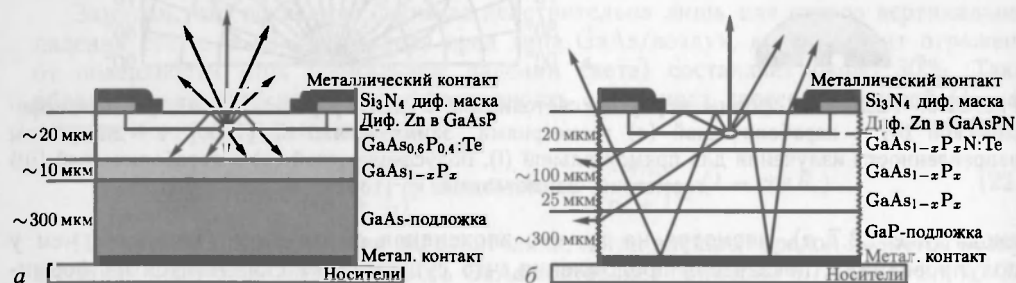 Металлический контакт
Si₃N₄ диф. маска
Диф. Zn в GaAsP
~20 мкм
GaAs₀,₆P₀,₄:Te
~10 мкм
GaAs₁₋ₓPₓ
~300 мкм
GaAs-подложка
Метал. контакт
а
Носители
Металлический контакт
Si₃N₄ диф. маска
Диф. Zn в GaAsPN
20 мкм
GaAs₁₋ₓPₓN:Te
~100 мкм
GaAs₁₋ₓPₓ
25 мкм
GaAs₁₋ₓPₓ
~300 мкм
GaP-подложка
Метал. контакт
б
Носители